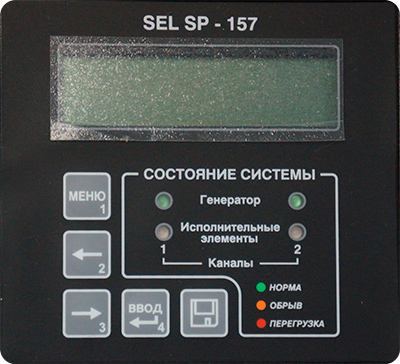 SEL SP - 157
СОСТОЯНИЕ СИСТЕМЫ
МЕНЮ
1
Генератор
Исполнительные
элементы
1
2
Каналы
2
3
ВВОД
4
НОРМА
ОБРЫВ
ПЕРЕГРУЗКА